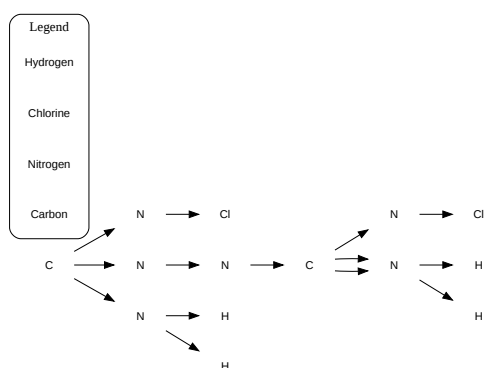 Legend
Hydrogen
Chlorine
Nitrogen
Carbon
N Cl N Cl
C N N C N H
N H H
H